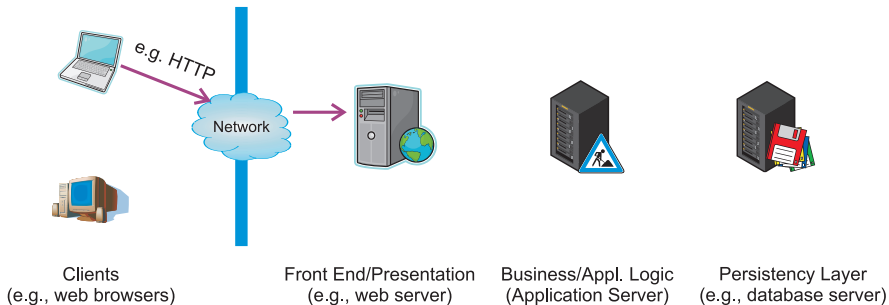 e.g. HTTP
Network
Clients
(e.g., web browsers)
Front End/Presentation
(e.g., web server)
Business/Appl. Logic
(Application Server)
Persistency Layer
(e.g., database server)